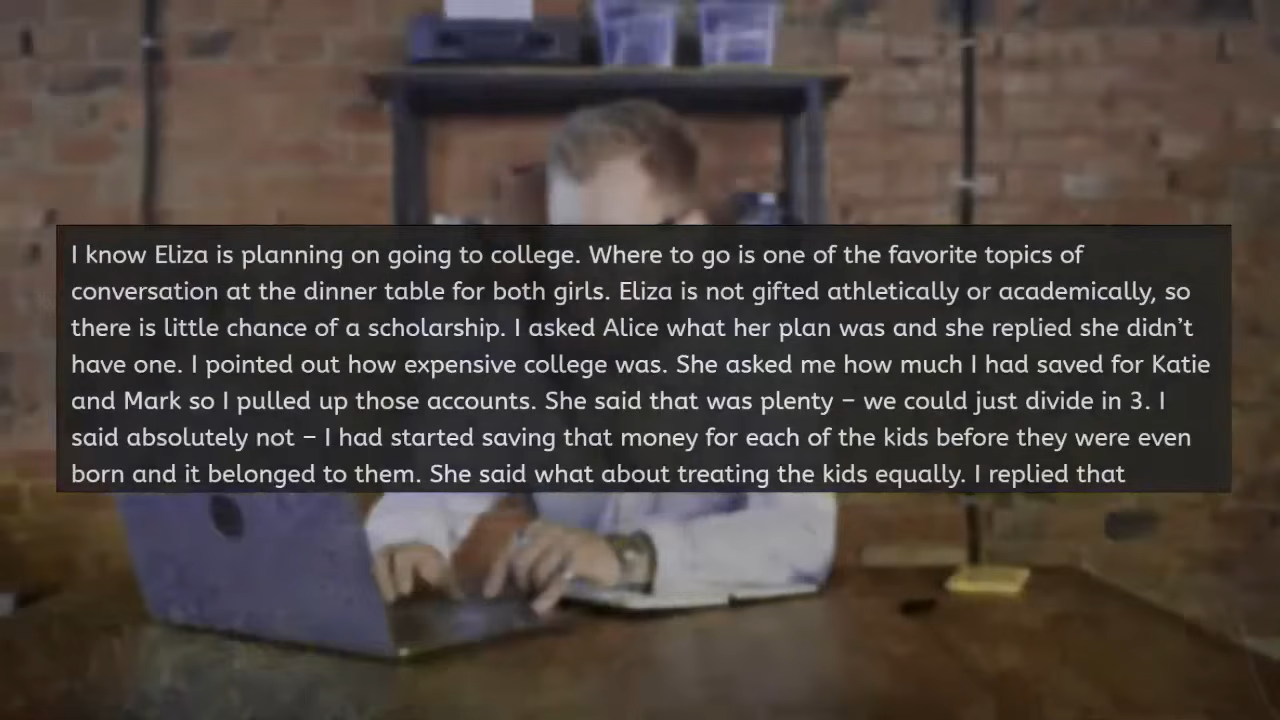 I know Eliza is planning on going to college. Where to go is one of the favorite topics of
conversation at the dinner table for both girls. Eliza is not gifted athletically or academically, so
there is little chance of a scholarship. I asked Alice what her plan was and she replied she didn’t
have one. I pointed out how expensive college was. She asked me how much I had saved for Katie
and Mark so I pulled up those accounts. She said that was plenty – we could just divide in 3. I
said absolutely not – I had started saving that money for each of the kids before they were even
born and it belonged to them. She said what about treating the kids equally. I replied that